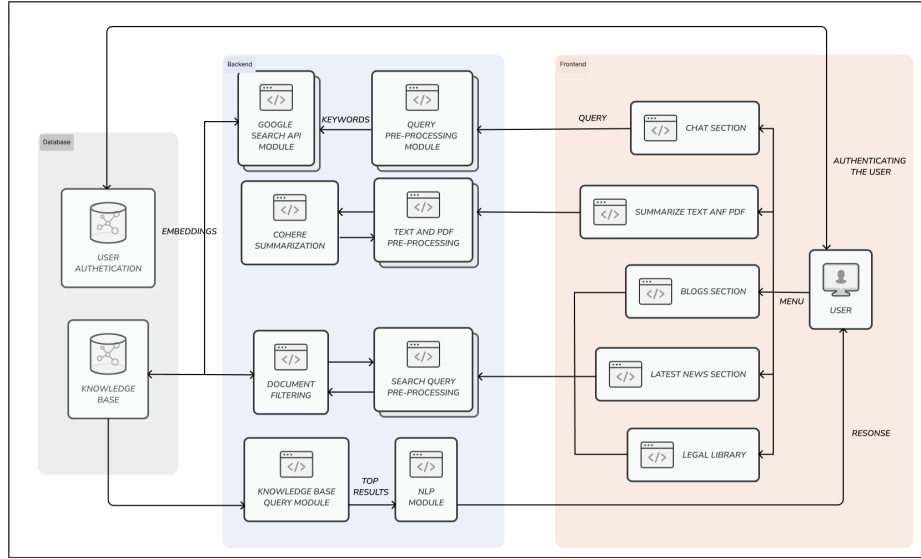 Backend
Frontend
Database
GOOGLE
SEARCH API
MODULE
KEYWORDS
QUERY
PRE-PROCESSING
MODULE
QUERY
CHAT SECTION
AUTHENTICATING
THE USER
EMBEDDINGS
USER
AUTHETICATION
COHERE
SUMMARIZATION
TEXT AND PDF
PRE-PROCESSING
SUMMARIZE TEXT ANF PDF
BLOGS SECTION
MENU
USER
KNOWLEDGE
BASE
DOCUMENT
FILTERING
SEARCH QUERY
PRE-PROCESSING
LATEST NEWS SECTION
RESONSE
LEGAL LIBRARY
KNOWLEDGE BASE
QUERY MODULE
TOP
RESULTS
NLP
MODULE